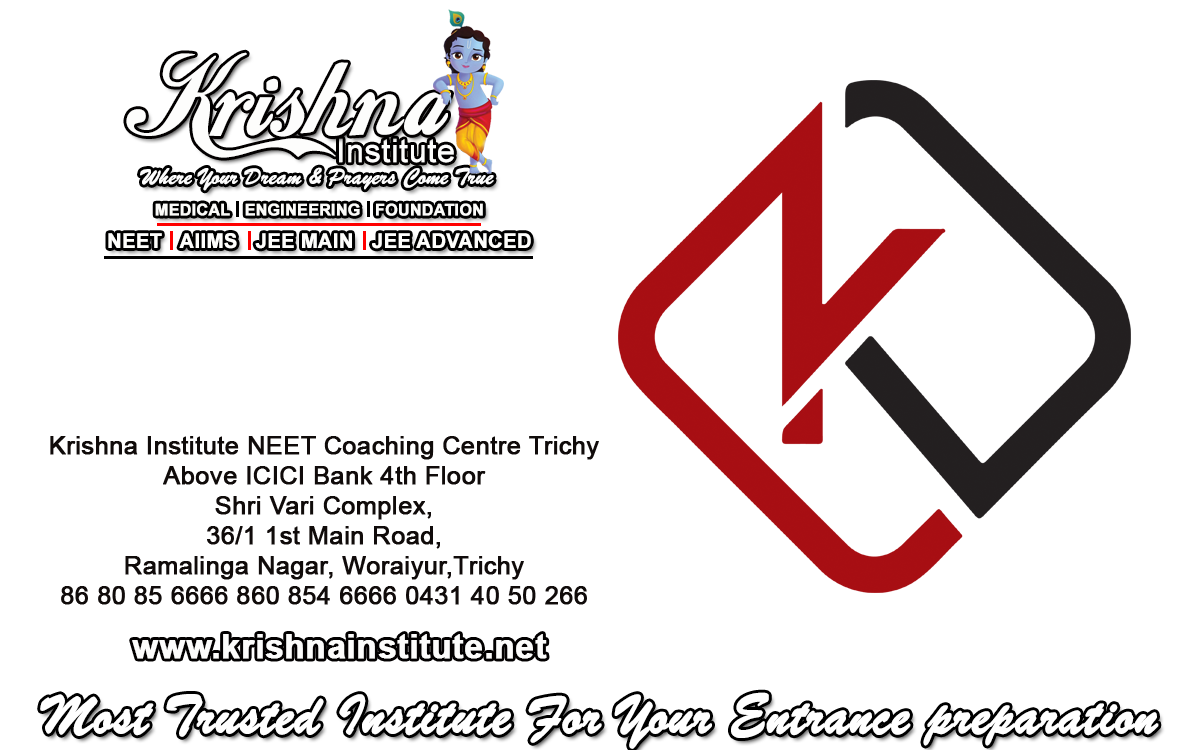 Krishna
Institute
Where Your Dream & Prayers Come True
MEDICAL | ENGINEERING | FOUNDATION
NEET | AIIMS | JEE MAIN | JEE ADVANCED
Krishna Institute NEET Coaching Centre Trichy
Above ICICI Bank 4th Floor
Shri Vari Complex,
36/1 1st Main Road,
Ramalinga Nagar, Woraiyur,Trichy
86 80 85 6666 860 854 6666 0431 40 50 266
www.krishnainstitute.net
Most Trusted Institute For Your Entrance preparation